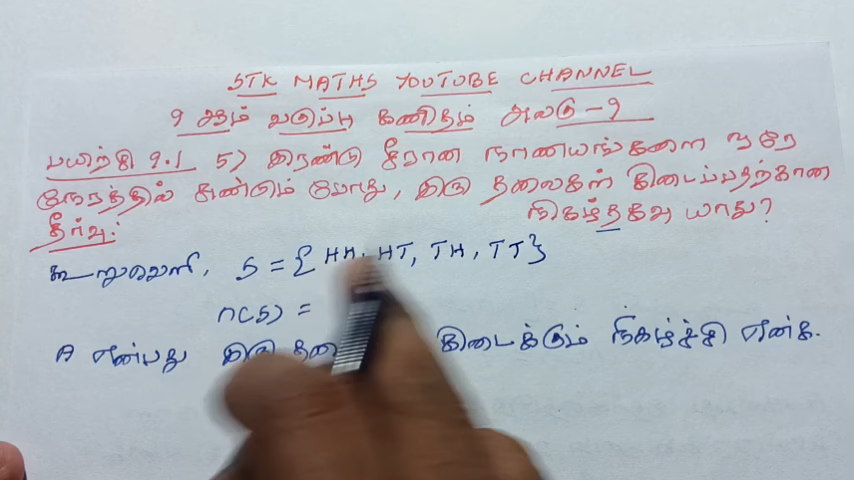 STK MATHS YOUTUBE CHANNEL
9 ஆம் வகுப்பு கணிதம் அலகு - 9
பயிற்சி 9.1 5) இரண்டு சீரான நாணயங்களை ஒரே
நேரத்தில் சுண்டும் போது, இரு தலைகள் கிடைப்பதற்கான
நிகழ்தகவு யாது?
தீர்வு:
கூறுவெளி, S = { HH, HT, TH, TT }
n(S) =
A என்பது இரு கிடைக்கும் நிகழ்ச்சி என்க.